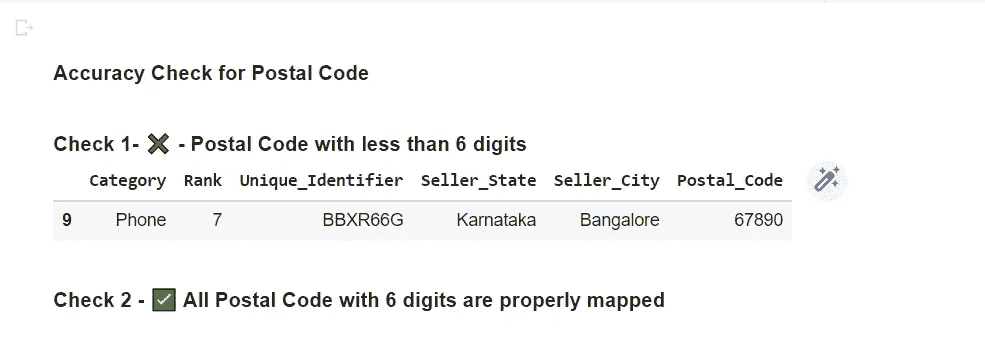 Accuracy Check for Postal Code
Check 1- ❌ - Postal Code with less than 6 digits
Category Rank Unique_Identifier Seller_State Seller_City Postal_Code
9 Phone 7 BBXR66G Karnataka Bangalore 67890
Check 2 - ✅ All Postal Code with 6 digits are properly mapped